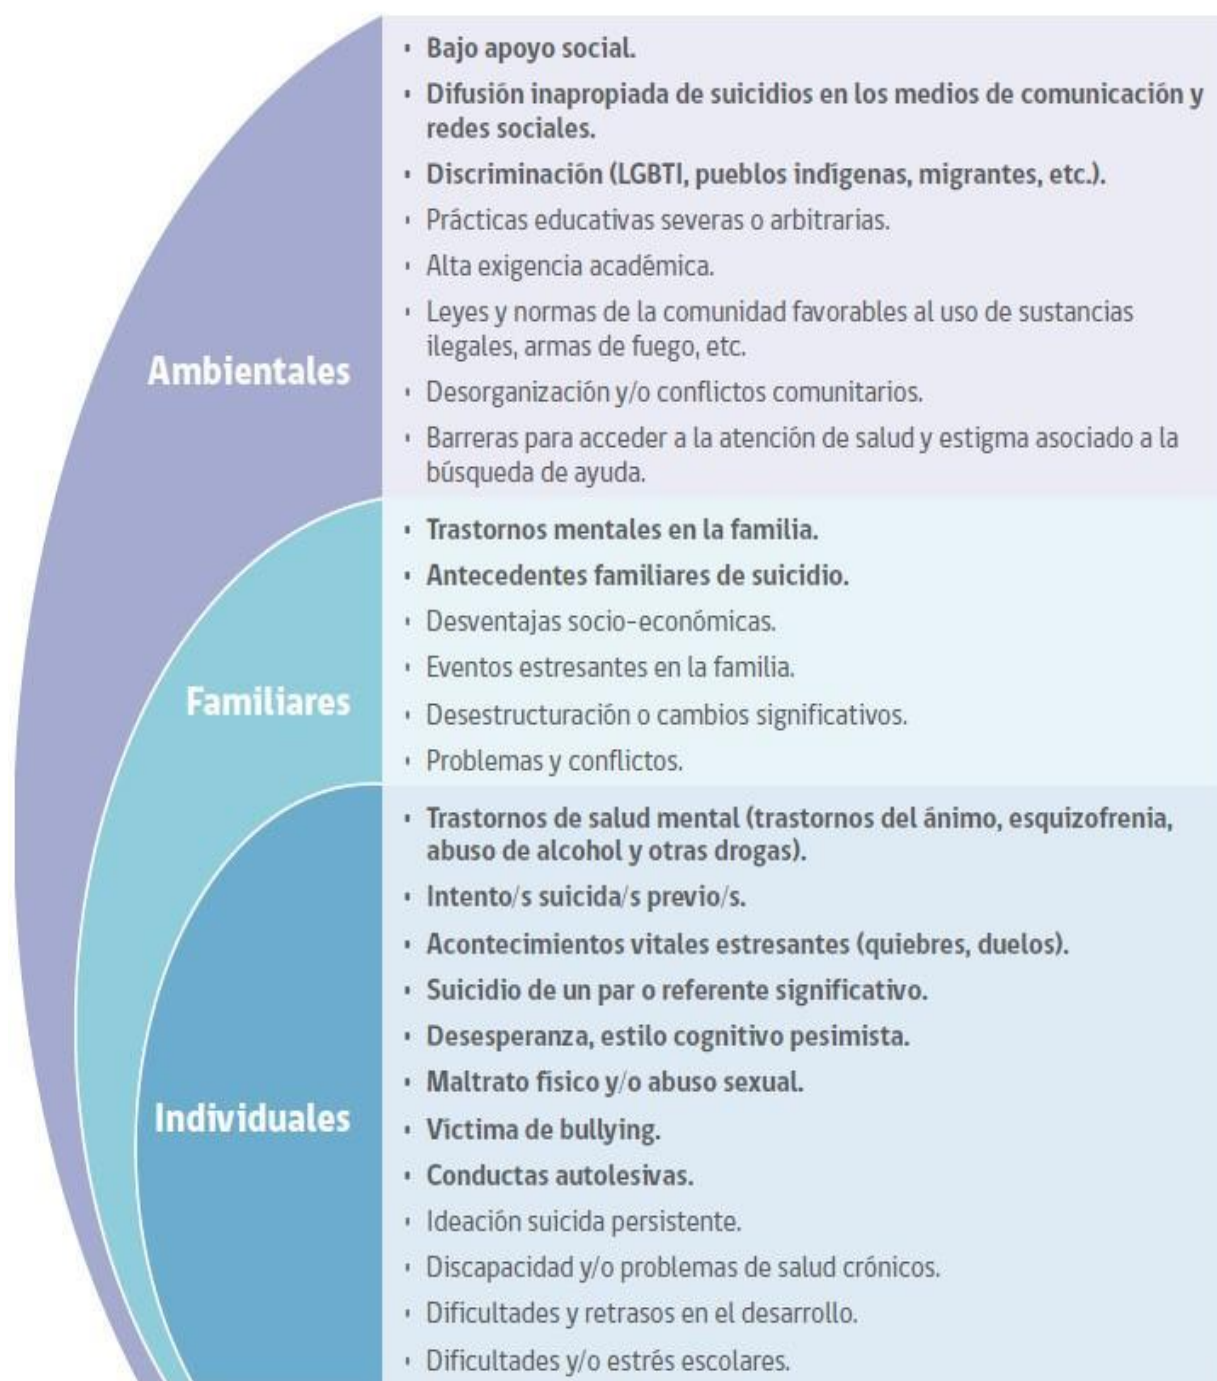 • Bajo apoyo social.
• Difusión inapropiada de suicidios en los medios de comunicación y
redes sociales.
• Discriminación (LGBTI, pueblos indígenas, migrantes, etc.).
• Prácticas educativas severas o arbitrarias.
• Alta exigencia académica.
• Leyes y normas de la comunidad favorables al uso de sustancias
ilegales, armas de fuego, etc.
Ambientales
• Desorganización y/o conflictos comunitarios.
• Barreras para acceder a la atención de salud y estigma asociado a la
búsqueda de ayuda.
• Trastornos mentales en la familia.
• Antecedentes familiares de suicidio.
• Desventajas socio-económicas.
• Eventos estresantes en la familia.
Familiares
• Desestructuración o cambios significativos.
• Problemas y conflictos.
• Trastornos de salud mental (trastornos del ánimo, esquizofrenia,
abuso de alcohol y otras drogas).
• Intento/s suicida/s previo/s.
• Acontecimientos vitales estresantes (quiebres, duelos).
• Suicidio de un par o referente significativo.
• Desesperanza, estilo cognitivo pesimista.
• Maltrato físico y/o abuso sexual.
Individuales
• Víctima de bullying.
• Conductas autolesivas.
• Ideación suicida persistente.
• Discapacidad y/o problemas de salud crónicos.
• Dificultades y retrasos en el desarrollo.
• Dificultades y/o estrés escolares.